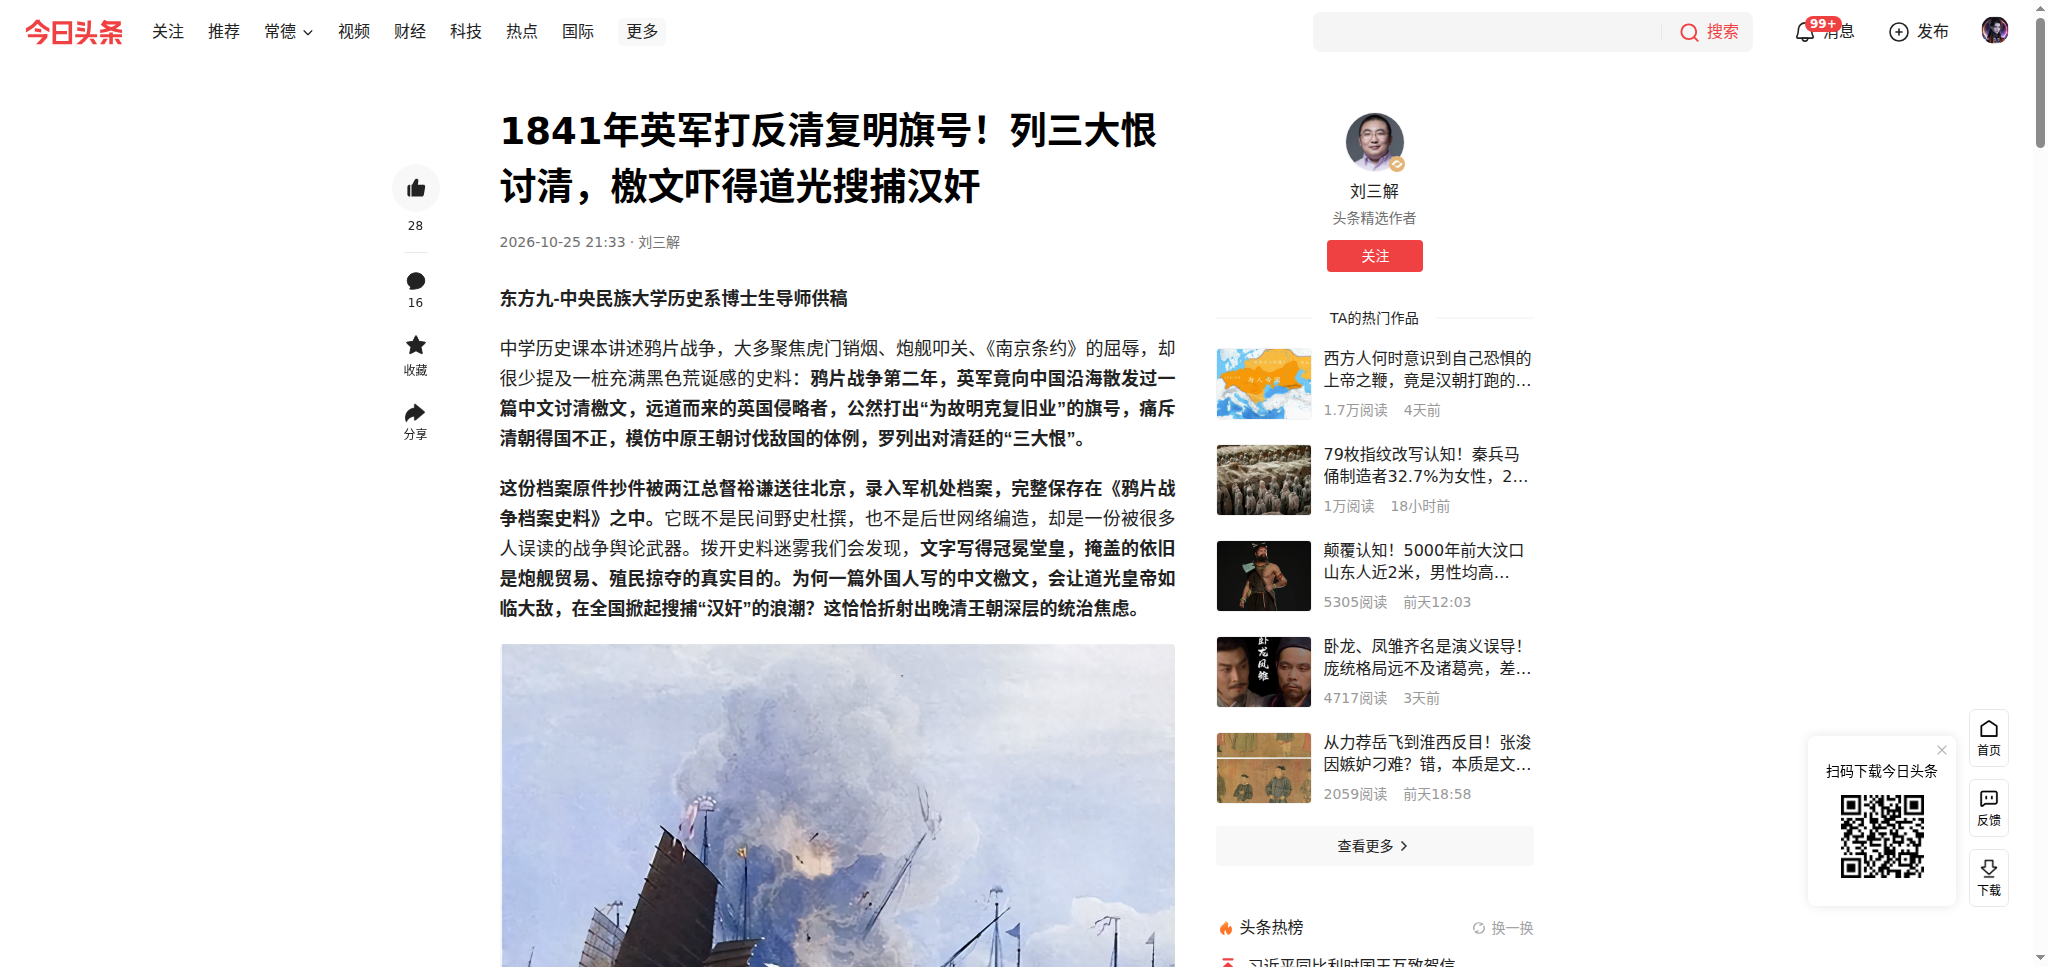 今日头条
关注 推荐 常德 视频 财经 科技 热点 国际 更多
搜索
99+
消息
发布
1841年英军打反清复明旗号！列三大恨
讨清，檄文吓得道光搜捕汉奸
2026-10-25 21:33 · 刘三解
28
16
收藏
分享
东方九-中央民族大学历史系博士生导师供稿
中学历史课本讲述鸦片战争，大多聚焦虎门销烟、炮舰叩关、《南京条约》的屈辱，却
很少提及一桩充满黑色荒诞感的史料：鸦片战争第二年，英军竟向中国沿海散发过一
篇中文讨清檄文，远道而来的英国侵略者，公然打出“为故明克复旧业”的旗号，痛斥
清朝得国不正，模仿中原王朝讨伐敌国的体例，罗列出对清廷的“三大恨”。
这份档案原件抄件被两江总督裕谦送往北京，录入军机处档案，完整保存在《鸦片战
争档案史料》之中。它既不是民间野史杜撰，也不是后世网络编造，却是一份被很多
人误读的战争舆论武器。拨开史料迷雾我们会发现，文字写得冠冕堂皇，掩盖的依旧
是炮舰贸易、殖民掠夺的真实目的。为何一篇外国人写的中文檄文，会让道光皇帝如
临大敌，在全国掀起搜捕“汉奸”的浪潮？这恰恰折射出晚清王朝深层的统治焦虑。
刘三解
头条精选作者
关注
TA的热门作品
西方人何时意识到自己恐惧的
上帝之鞭，竟是汉朝打跑的...
1.7万阅读 4天前
79枚指纹改写认知！秦兵马
俑制造者32.7%为女性，2...
1万阅读 18小时前
颠覆认知！5000年前大汶口
山东人近2米，男性均高...
5305阅读 前天12:03
卧龙凤雏
卧龙、凤雏齐名是演义误导！
庞统格局远不及诸葛亮，差...
4717阅读 3天前
从力荐岳飞到淮西反目！张浚
因嫉妒刁难？错，本质是文...
2059阅读 前天18:58
查看更多
头条热榜
换一换
习近平同比利时国王互致贺信
扫码下载今日头条
首页
反馈
下载